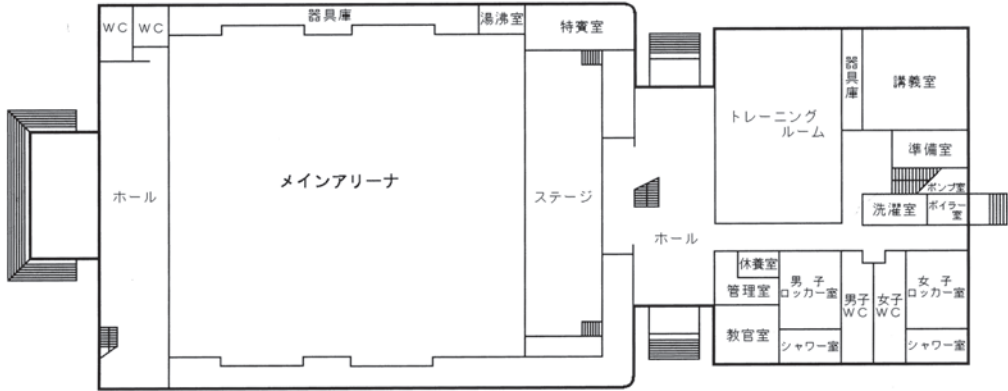 WC
WC
器具庫
湯沸室
特賓室
ホール
メインアリーナ
ステージ
ホール
トレーニング
ルーム
器具庫
講義室
準備室
ポンプ室
洗濯室
ボイラー
室
休養室
管理室
教官室
男子
ロッカー室
シャワー室
男子
WC
女子
WC
女子
ロッカー室
シャワー室